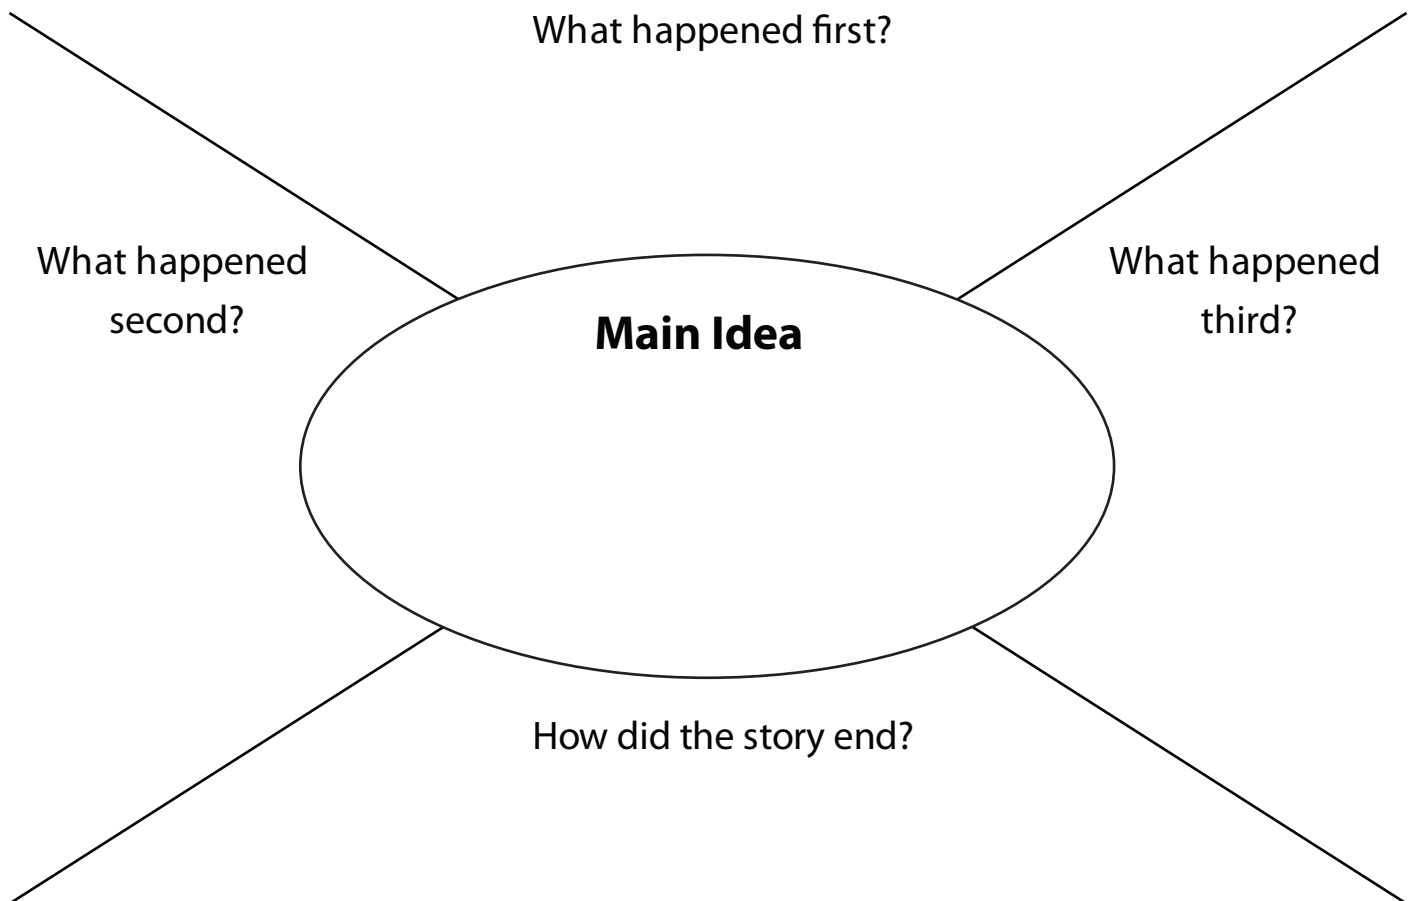 What happened first?
What happened
second?
What happened
third?
Main Idea
How did the story end?